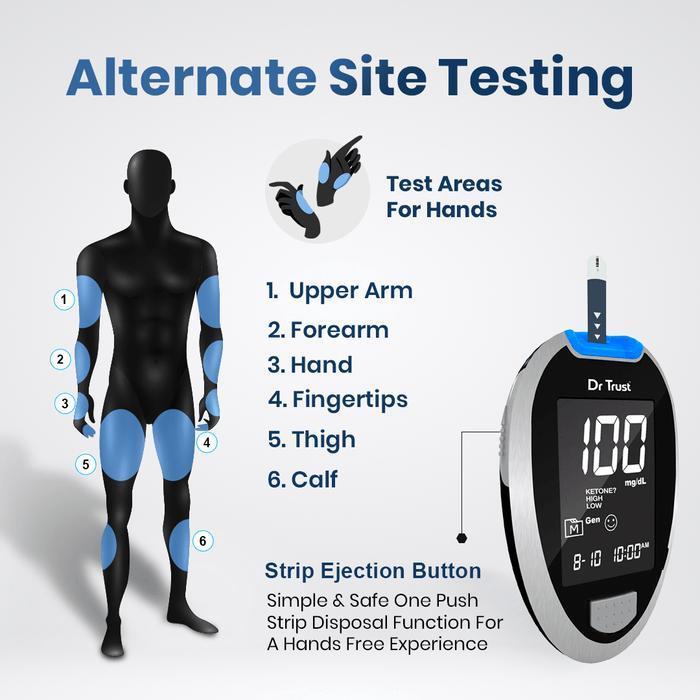 Alternate Site Testing
Test Areas
For Hands
1
2
3
4
5
6
1. Upper Arm
2. Forearm
3. Hand
4. Fingertips
5. Thigh
6. Calf
Dr Trust
100
mg/dL
KETONE?
HIGH
LOW
M Gen
8-10 10:00 AM
Strip Ejection Button
Simple & Safe One Push
Strip Disposal Function For
A Hands Free Experience